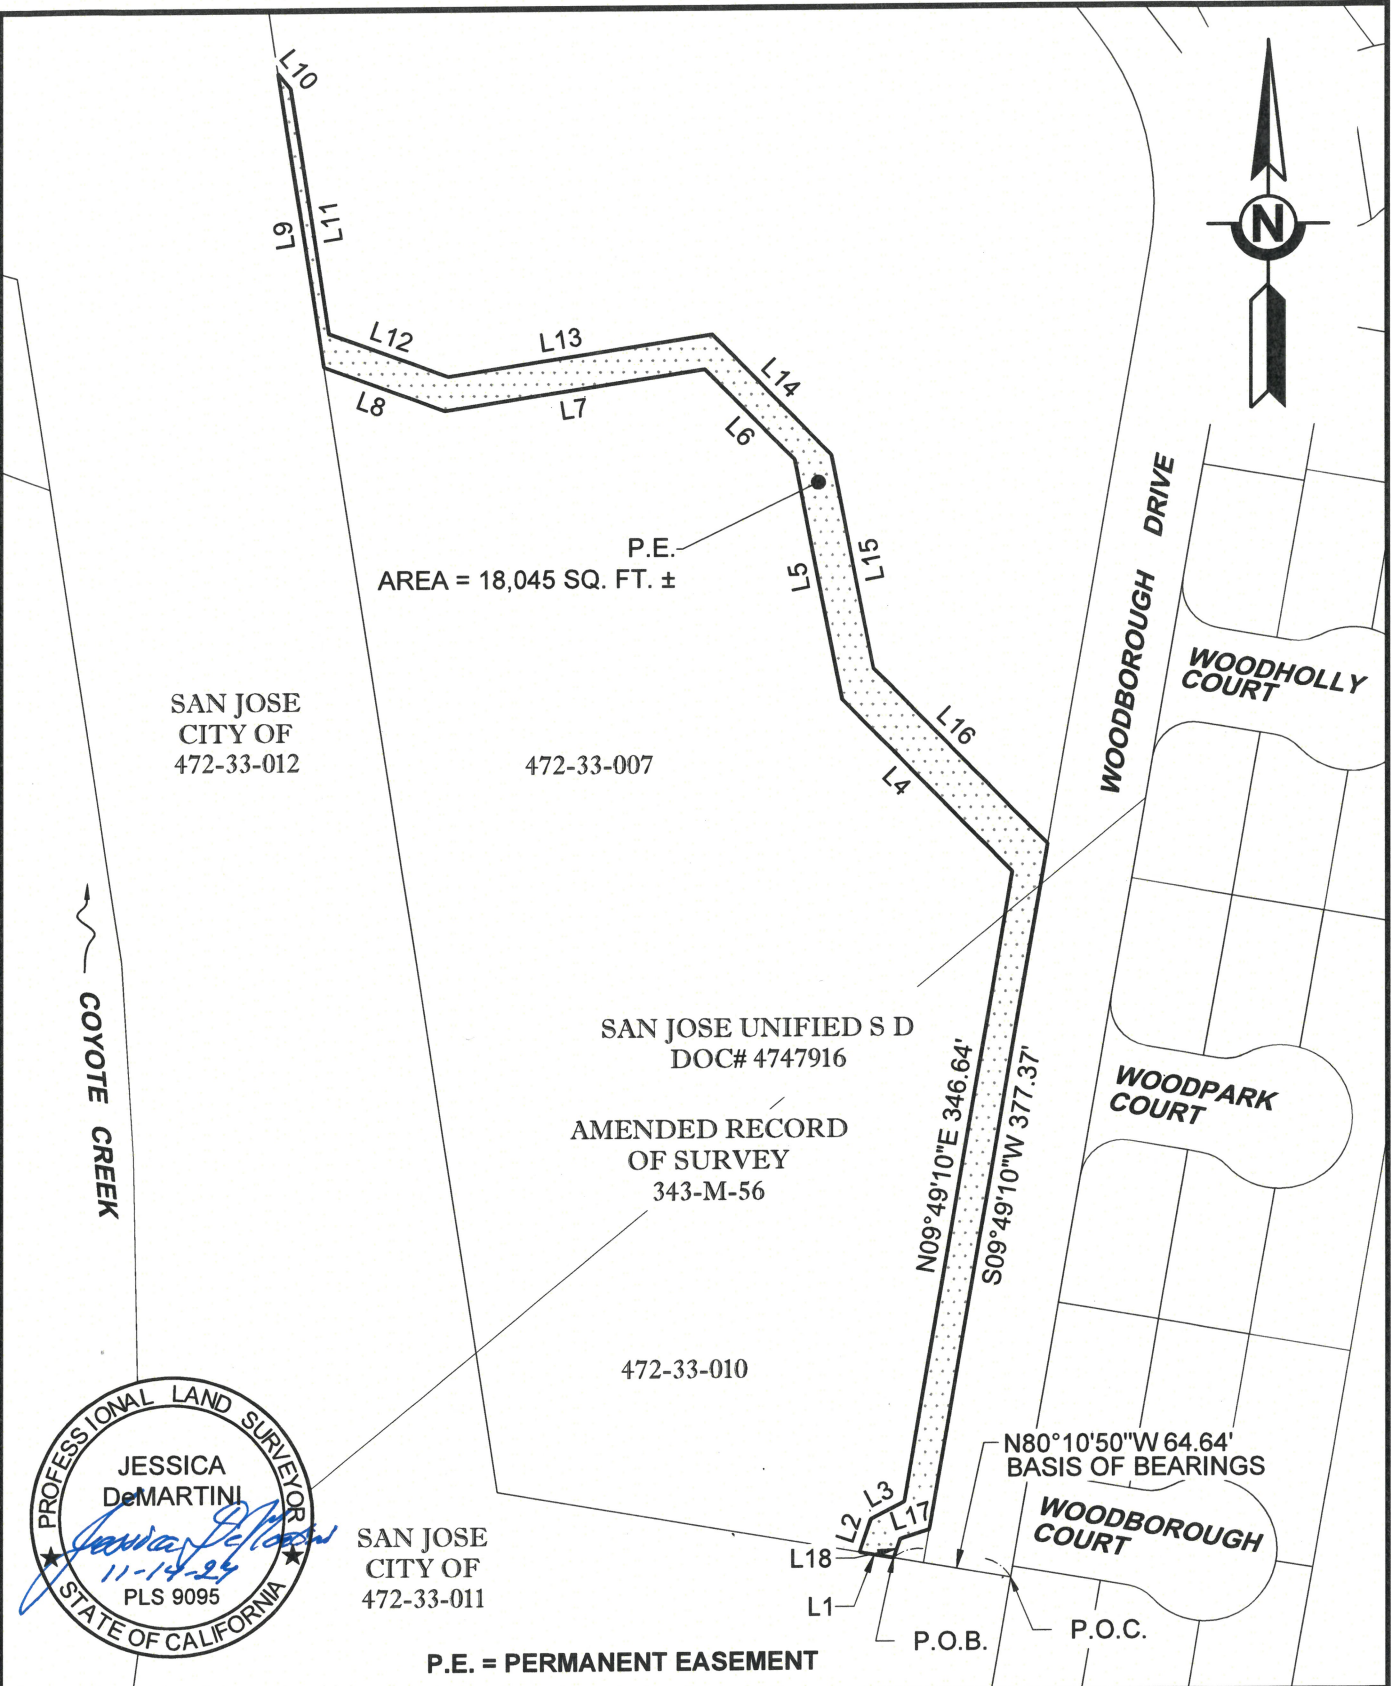 L10
N
L9
L11
L12
L13
L14
L8
L7
L6
P.E.
AREA = 18,045 SQ. FT. ±
L5
L15
WOODBOROUGH DRIVE
WOODHOLLY
COURT
SAN JOSE
CITY OF
472-33-012
472-33-007
L16
L4
COYOTE CREEK
SAN JOSE UNIFIED S D
DOC# 4747916
AMENDED RECORD
OF SURVEY
343-M-56
N09°49'10"E 346.64'
S09°49'10"W 377.37'
WOODPARK
COURT
472-33-010
N80°10'50"W 64.64'
BASIS OF BEARINGS
WOODBOROUGH
COURT
L3
L2
L17
L18
L1
P.O.B.
P.O.C.
PROFESSIONAL LAND SURVEYOR
JESSICA
DeMARTINI
Jessica DeMartini
11-14-24
PLS 9095
STATE OF CALIFORNIA
SAN JOSE
CITY OF
472-33-011
P.E. = PERMANENT EASEMENT